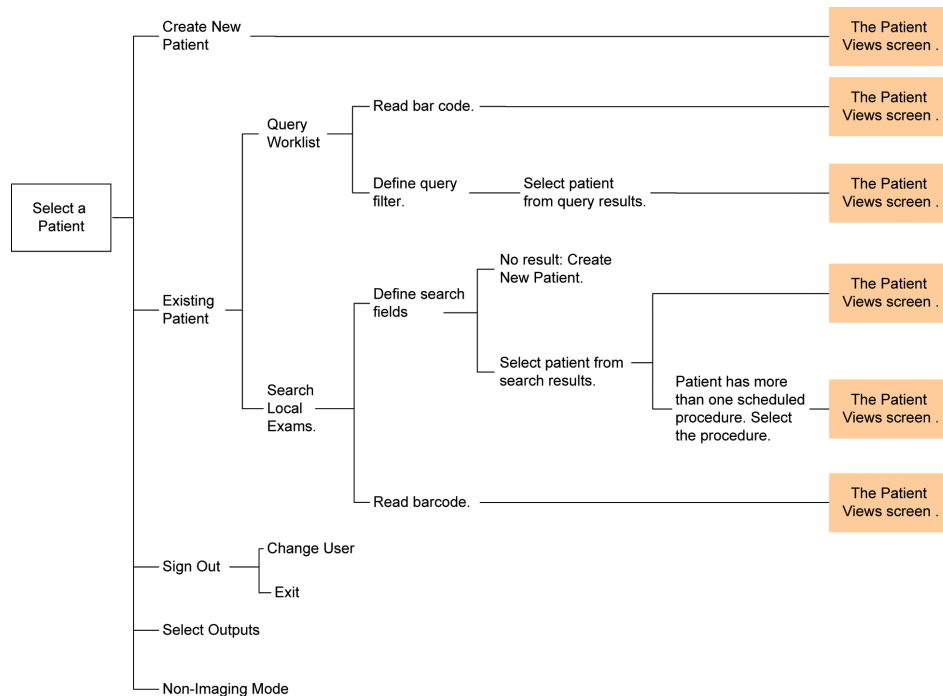 Create New
Patient
The Patient
Views screen .
Query
Worklist
Read bar code.
The Patient
Views screen .
Define query
filter.
Select patient
from query results.
The Patient
Views screen .
Select a
Patient
Existing
Patient
Search
Local
Exams.
Define search
fields
No result: Create
New Patient.
Select patient from
search results.
The Patient
Views screen .
Patient has more
than one scheduled
procedure. Select
the procedure.
The Patient
Views screen .
Read barcode.
The Patient
Views screen .
Sign Out
Change User
Exit
Select Outputs
Non-Imaging Mode